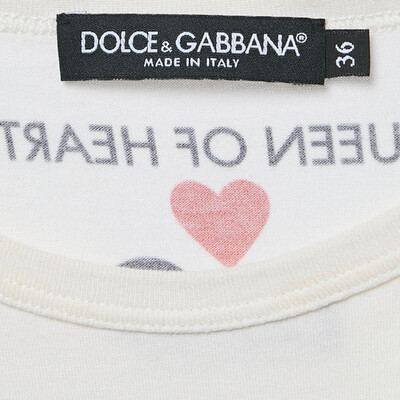 DOLCE & GABBANA®
MADE IN ITALY
36
UEEN OF HEART